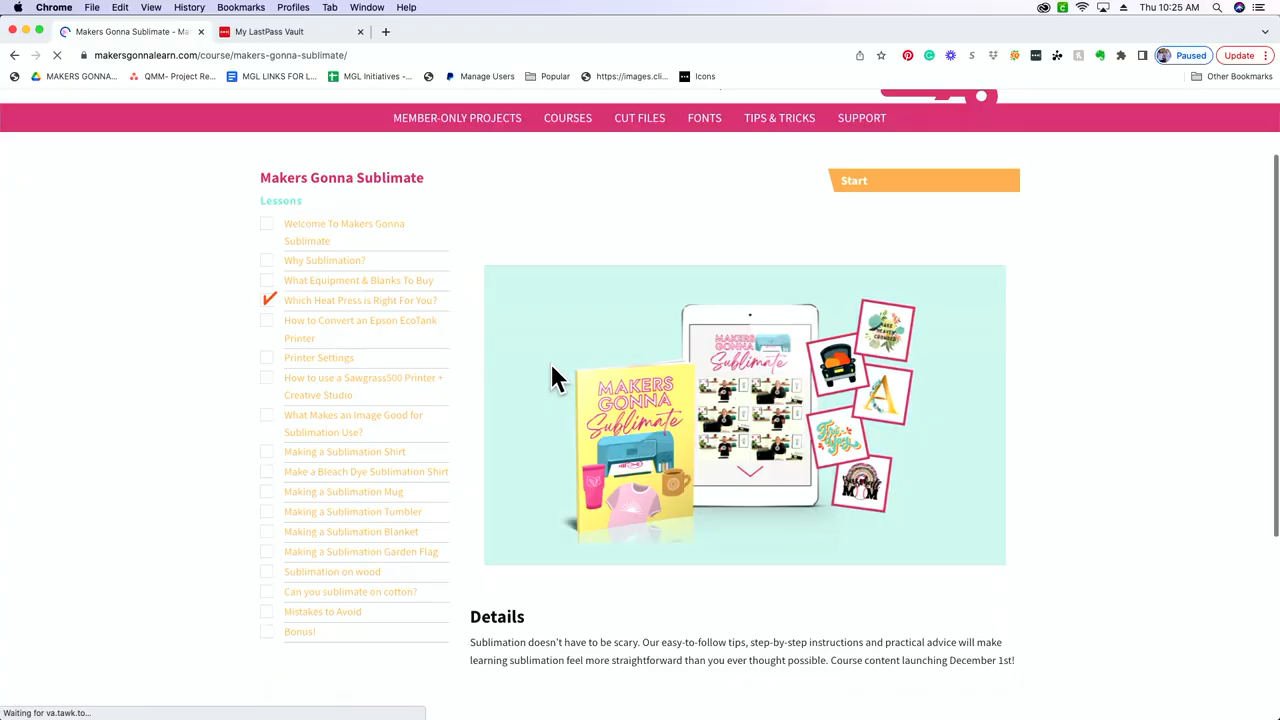 Chrome File Edit View History Bookmarks Profiles Tab Window Help Thu 10:25 AM
Makers Gonna Sublimate - Ma My LastPass Vault
makersgonnalearn.com/course/makers-gonna-sublimate/ Paused Update
MAKERS GONNA... QMM- Project Re... MGL LINKS FOR L... MGL Initiatives -... Manage Users Popular https://images.cli... Icons Other Bookmarks
MEMBER-ONLY PROJECTS COURSES CUT FILES FONTS TIPS & TRICKS SUPPORT
Makers Gonna Sublimate
Start
Lessons
Welcome To Makers Gonna
Sublimate
Why Sublimation?
What Equipment & Blanks To Buy
Which Heat Press is Right For You?
How to Convert an Epson EcoTank
Printer
Printer Settings
How to use a Sawgrass500 Printer +
Creative Studio
What Makes an Image Good for
Sublimation Use?
Making a Sublimation Shirt
Make a Bleach Dye Sublimation Shirt
Making a Sublimation Mug
Making a Sublimation Tumbler
Making a Sublimation Blanket
Making a Sublimation Garden Flag
Sublimation on wood
Can you sublimate on cotton?
Mistakes to Avoid
Bonus!
MAKERS
GONNA
Sublimate
MAKERS
GONNA
Sublimate
MAKE
HEAVEN
CROWDED
A
MOM
Details
Sublimation doesn't have to be scary. Our easy-to-follow tips, step-by-step instructions and practical advice will make
learning sublimation feel more straightforward than you ever thought possible. Course content launching December 1st!
Waiting for va.tawk.to...